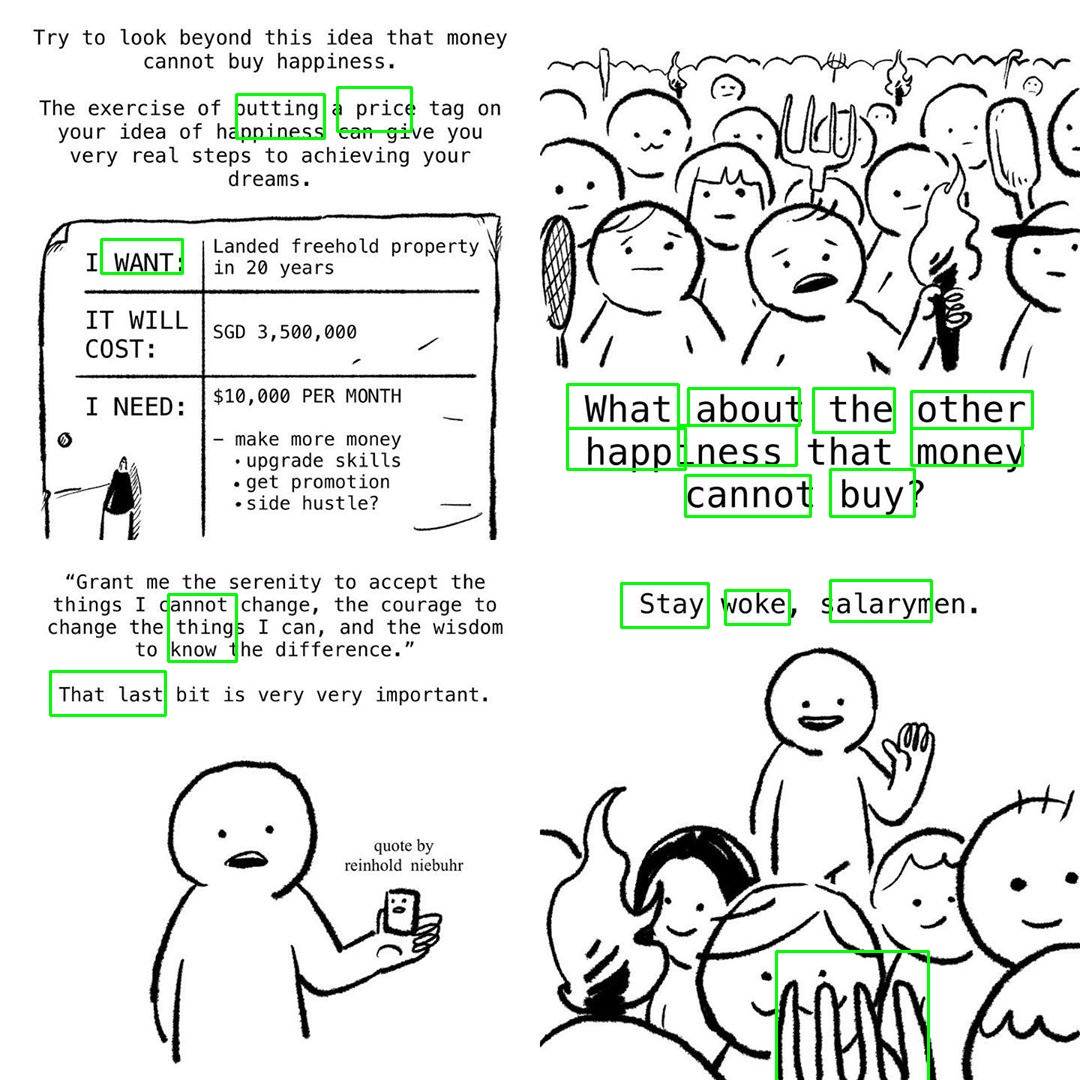 Try to look beyond this idea that money
cannot buy happiness.
The exercise of putting a price tag on
your idea of happiness can give you
very real steps to achieving your
dreams.
I WANT:
Landed freehold property
in 20 years
IT WILL
COST:
SGD 3,500,000
I NEED:
$10,000 PER MONTH
– make more money
• upgrade skills
• get promotion
• side hustle?
What about the other
happiness that money
cannot buy?
“Grant me the serenity to accept the
things I cannot change, the courage to
change the things I can, and the wisdom
to know the difference.”
That last bit is very very important.
quote by
reinhold niebuhr
Stay woke, salarymen.